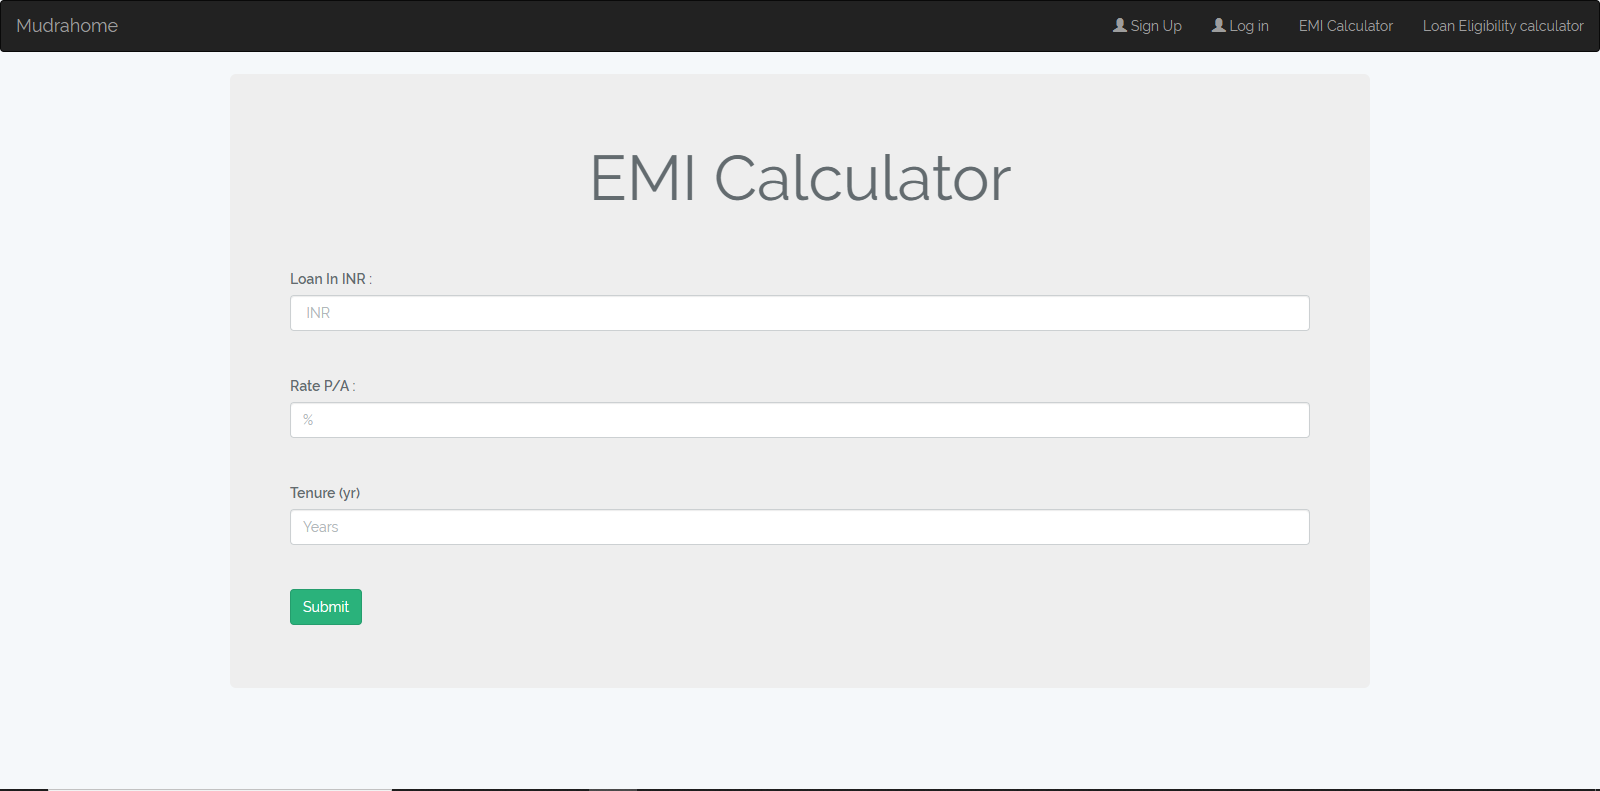 Mudrahome
Sign Up Log in EMI Calculator Loan Eligibility calculator
EMI Calculator
Loan In INR :
INR
Rate P/A :
%
Tenure (yr)
Years
Submit